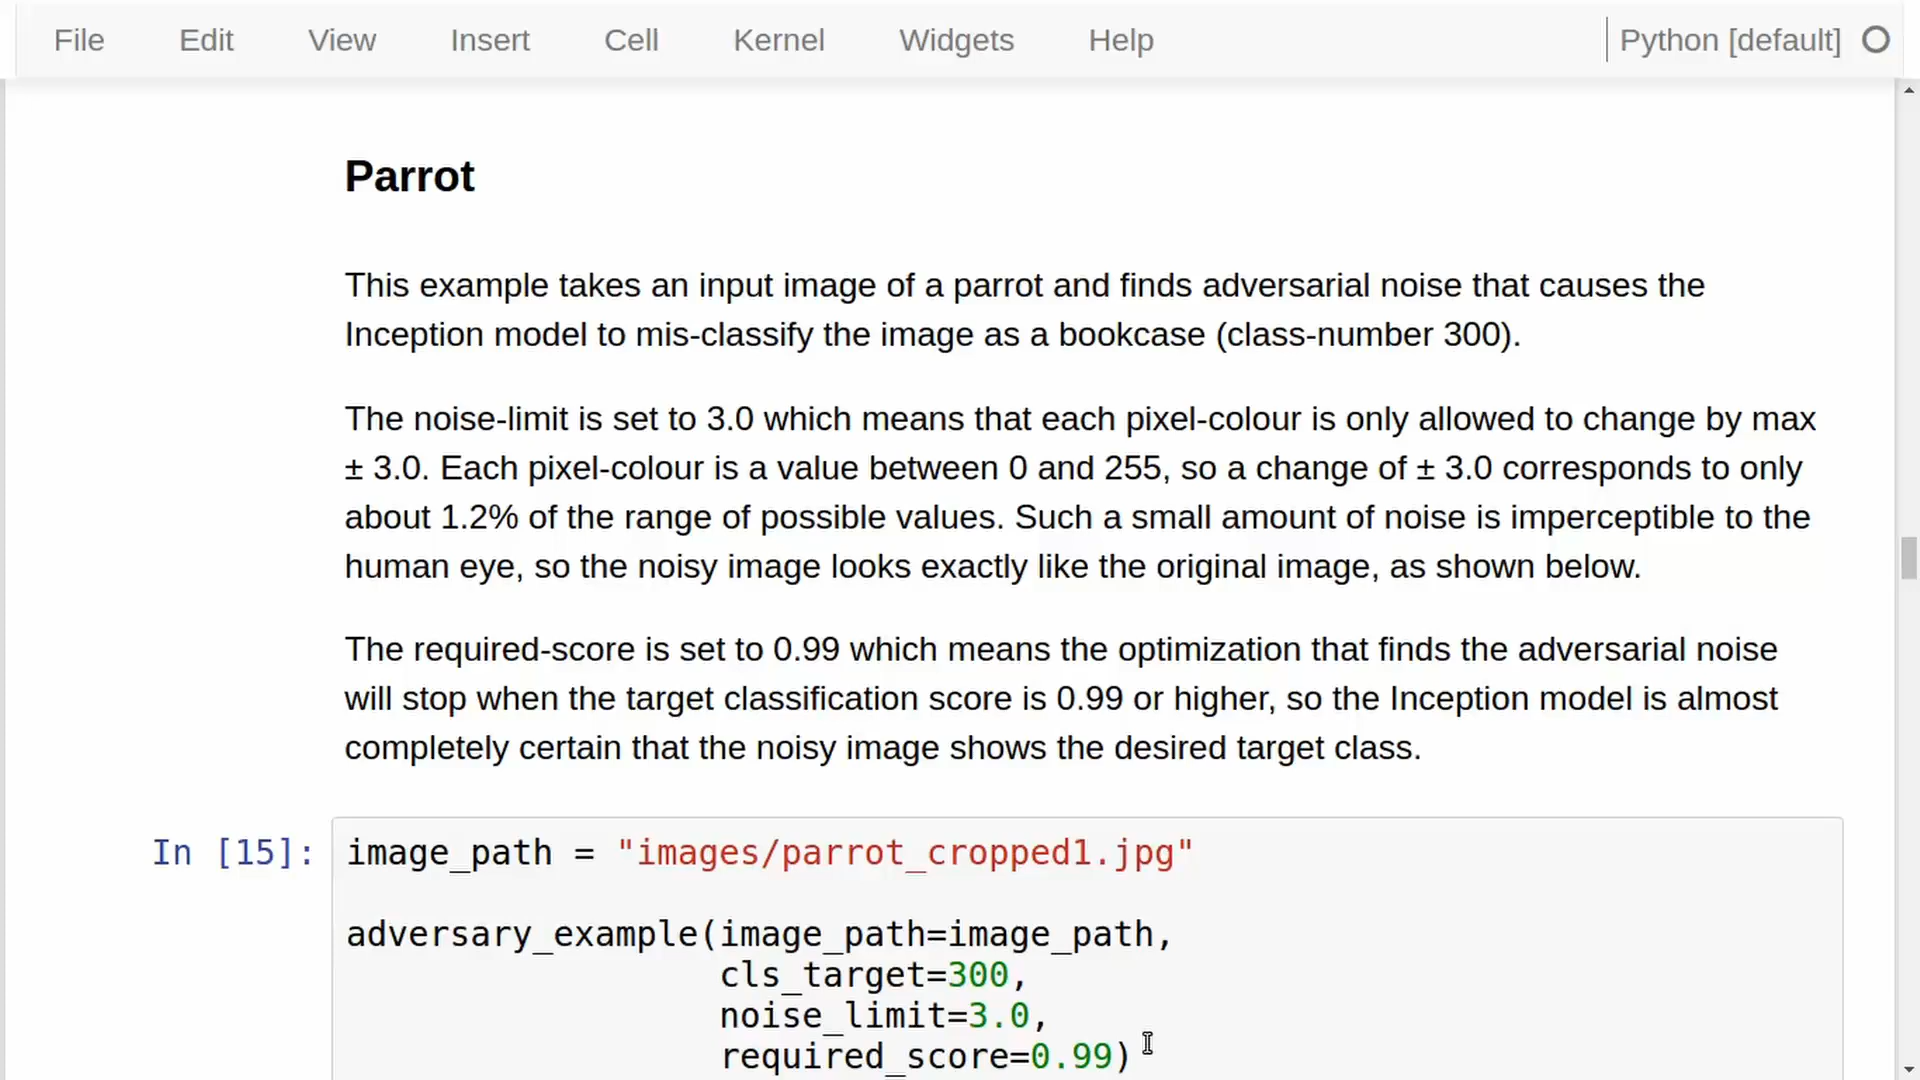 File Edit View Insert Cell Kernel Widgets Help Python [default]
Parrot
This example takes an input image of a parrot and finds adversarial noise that causes the
Inception model to mis-classify the image as a bookcase (class-number 300).
The noise-limit is set to 3.0 which means that each pixel-colour is only allowed to change by max
± 3.0. Each pixel-colour is a value between 0 and 255, so a change of ± 3.0 corresponds to only
about 1.2% of the range of possible values. Such a small amount of noise is imperceptible to the
human eye, so the noisy image looks exactly like the original image, as shown below.
The required-score is set to 0.99 which means the optimization that finds the adversarial noise
will stop when the target classification score is 0.99 or higher, so the Inception model is almost
completely certain that the noisy image shows the desired target class.
In [15]: image_path = "images/parrot_cropped1.jpg"
adversary_example(image_path=image_path,
cls_target=300,
noise_limit=3.0,
required_score=0.99)